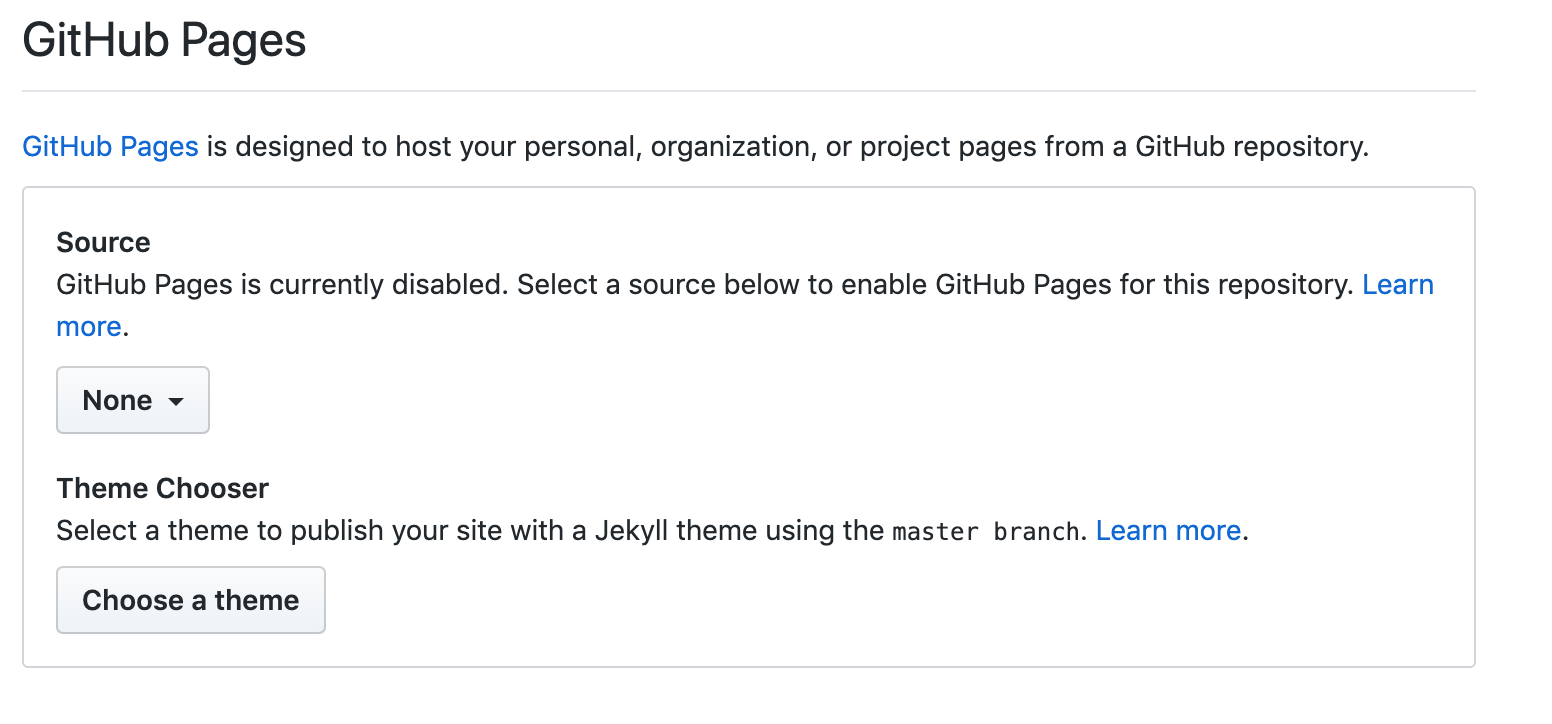 GitHub Pages
GitHub Pages is designed to host your personal, organization, or project pages from a GitHub repository.
Source
GitHub Pages is currently disabled. Select a source below to enable GitHub Pages for this repository. Learn
more.
None
Theme Chooser
Select a theme to publish your site with a Jekyll theme using the master branch. Learn more.
Choose a theme